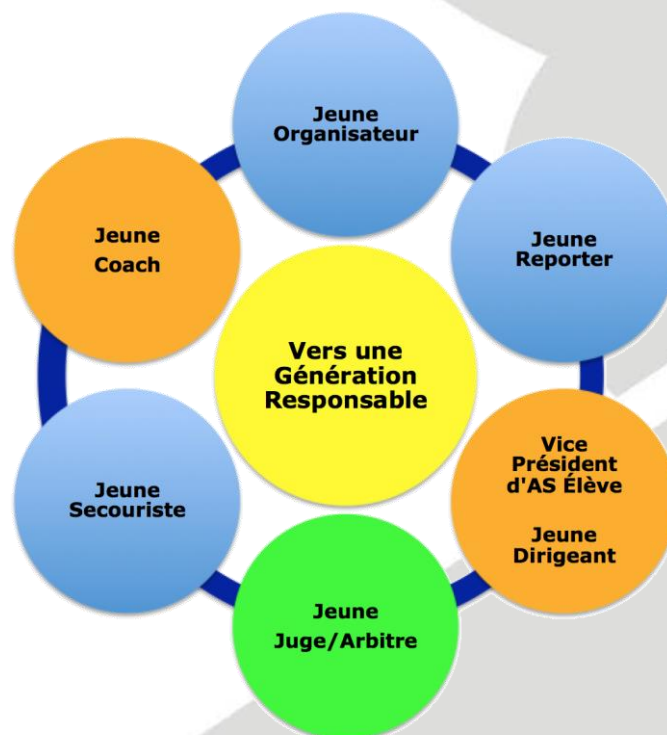 Jeune
Organisateur
Jeune
Reporter
Jeune
Coach
Vers une
Génération
Responsable
Vice
Président
d'AS Élève
Jeune
Dirigeant
Jeune
Secouriste
Jeune
Juge/Arbitre